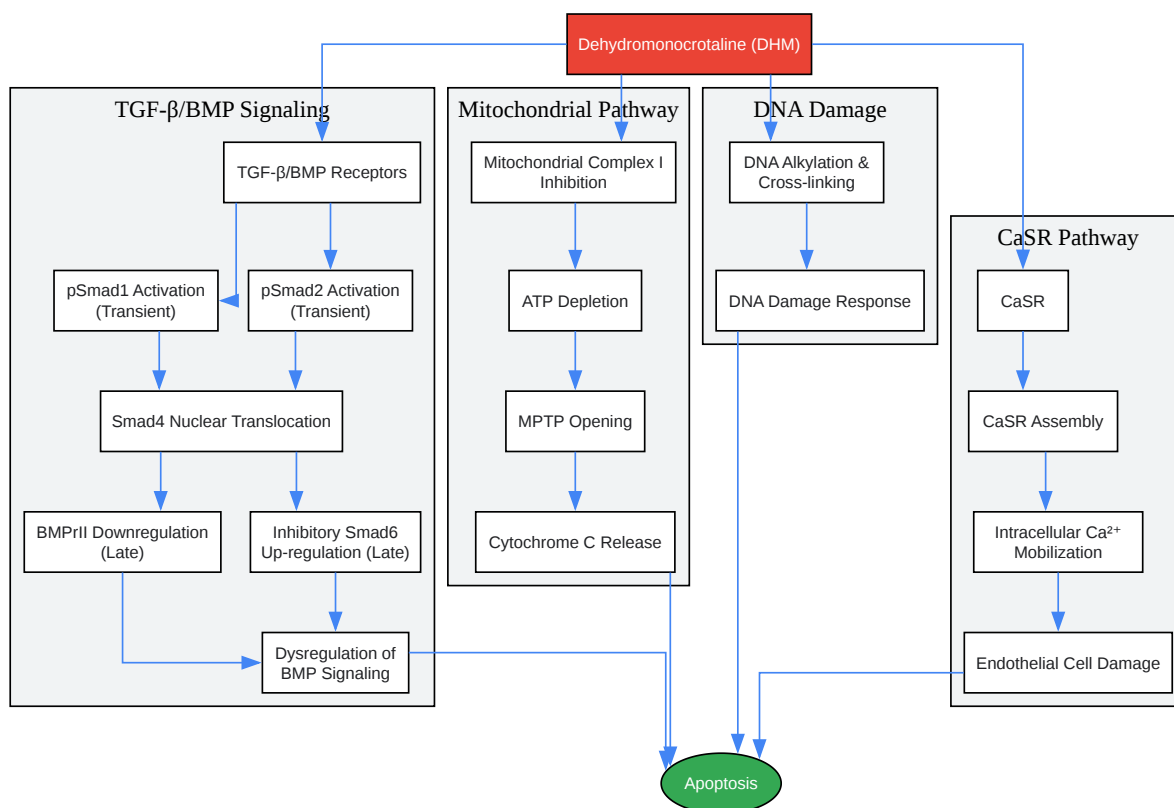 Dehydromonocrotaline (DHM)
TGF-β/BMP Signaling
TGF-β/BMP Receptors
pSmad1 Activation
(Transient)
pSmad2 Activation
(Transient)
Smad4 Nuclear Translocation
BMPrII Downregulation
(Late)
Inhibitory Smad6
Up-regulation (Late)
Dysregulation of
BMP Signaling
Mitochondrial Pathway
Mitochondrial Complex I
Inhibition
ATP Depletion
MPTP Opening
Cytochrome C Release
DNA Damage
DNA Alkylation &
Cross-linking
DNA Damage Response
CaSR Pathway
CaSR
CaSR Assembly
Intracellular Ca²⁺
Mobilization
Endothelial Cell Damage
Apoptosis